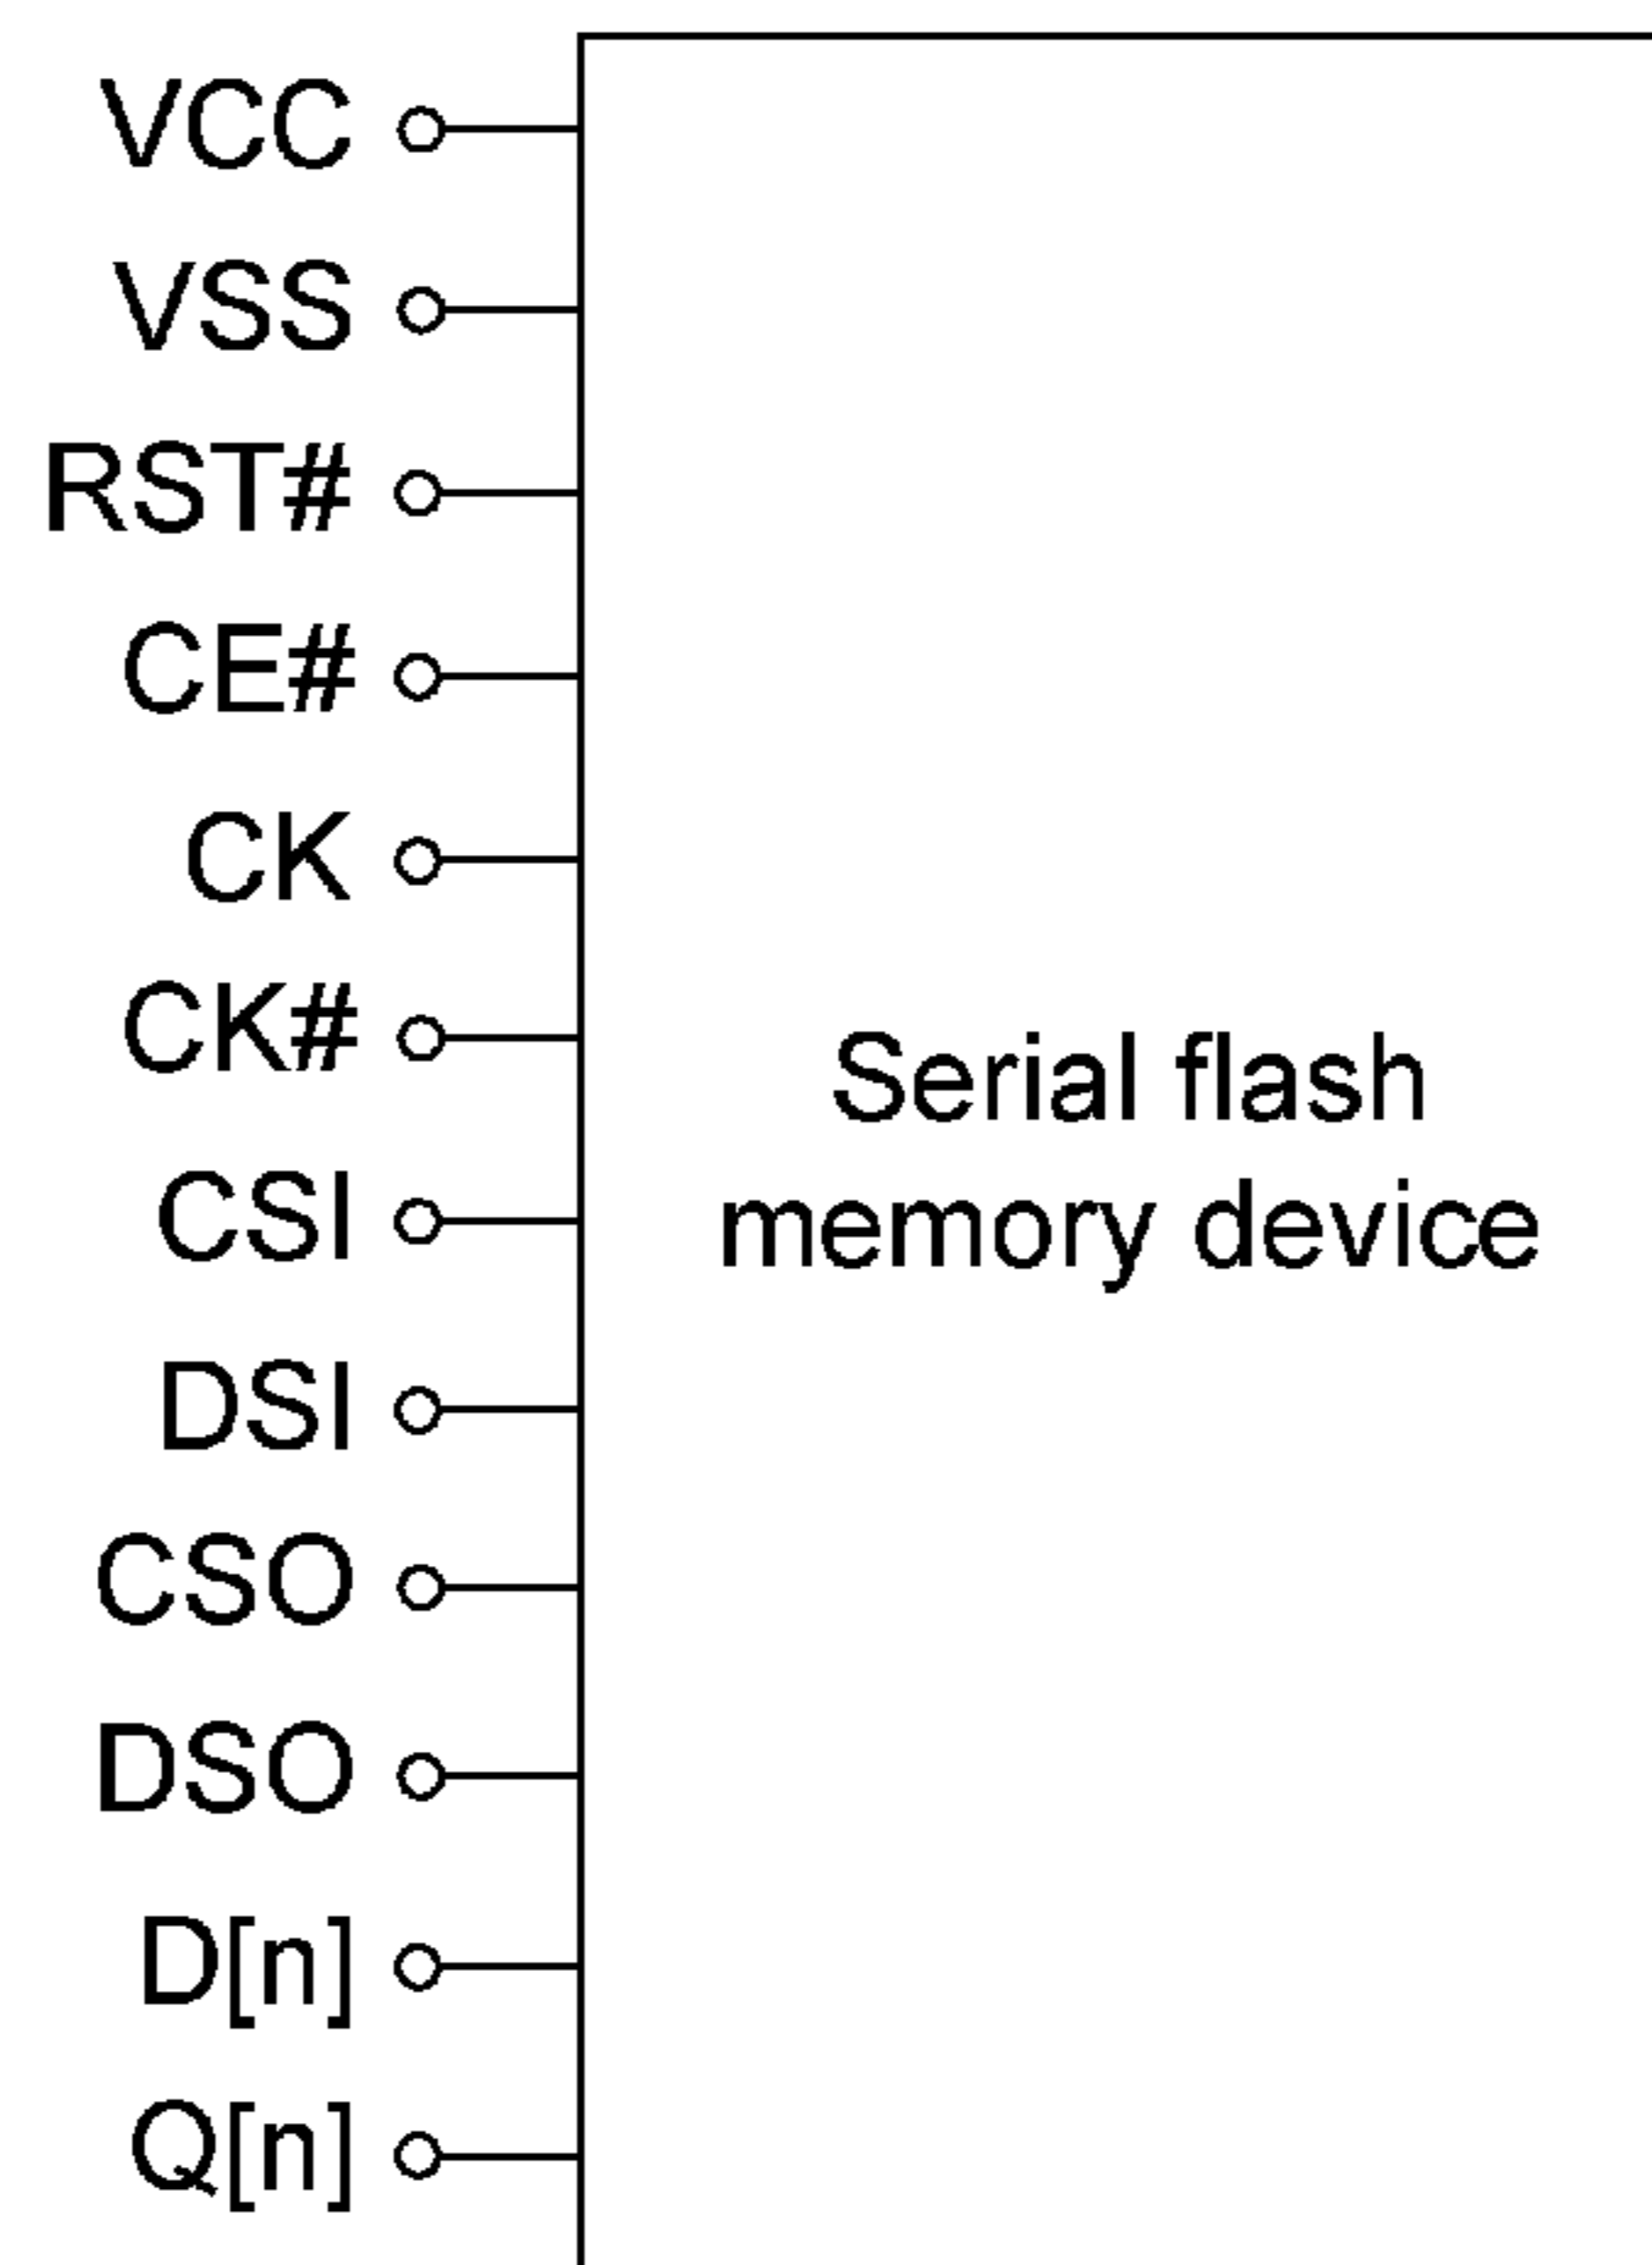 VCC
VSS
RST#
CE#
CK
CK#
CSI
DSI
CSO
DSO
D[n]
Q[n]
Serial flash
memory device